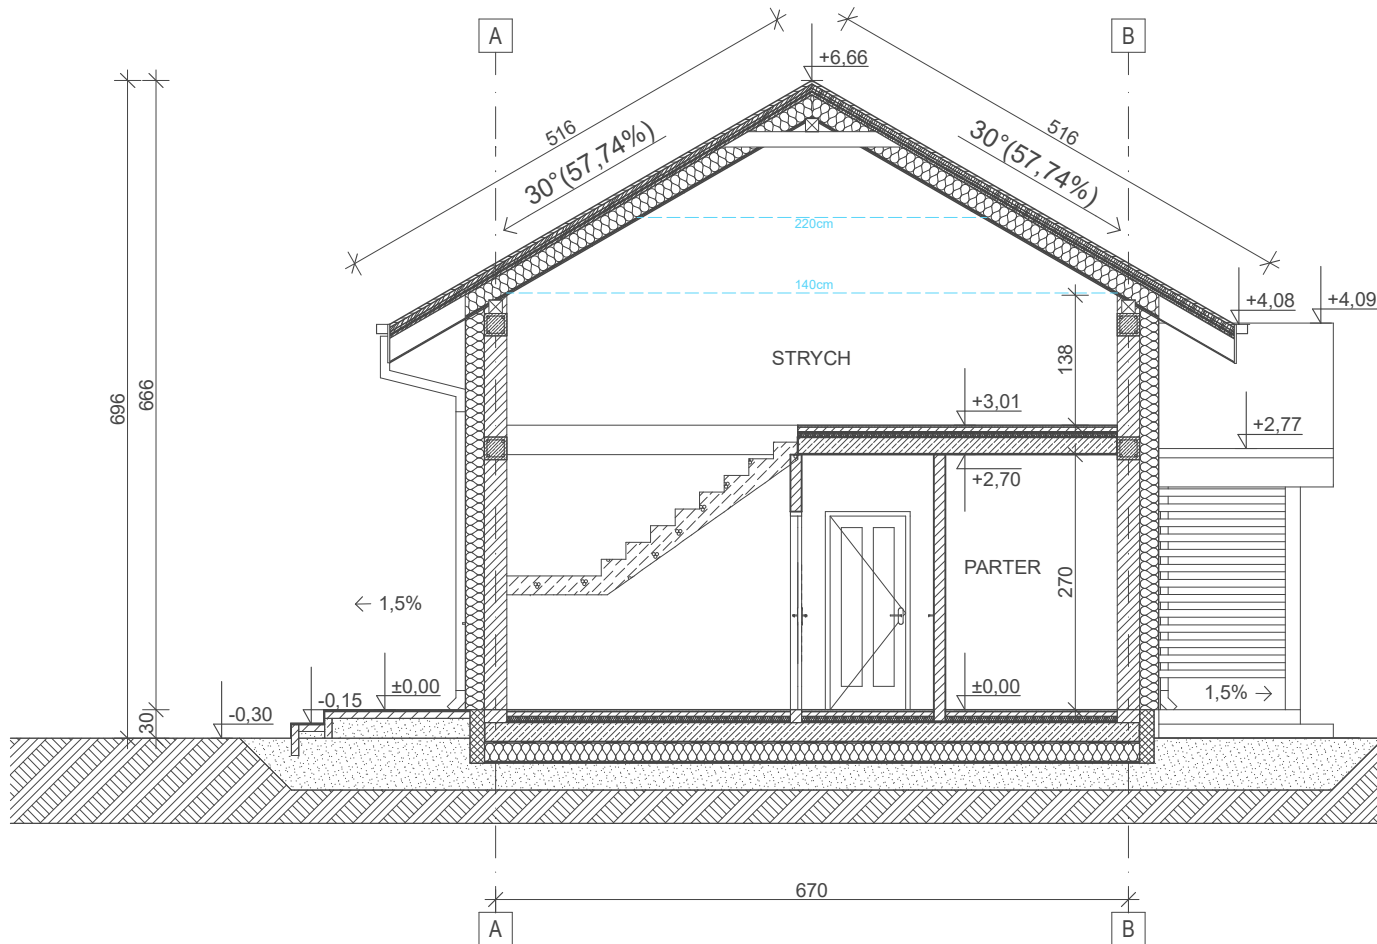 A
B
+6,66
516
30°(57,74%)
516
30°(57,74%)
220cm
140cm
+4,08
+4,09
STRYCH
138
696
666
+3,01
+2,77
+2,70
PARTER
270
1,5%
±0,00
±0,00
1,5%
-0,15
-0,30
30
670
A
B